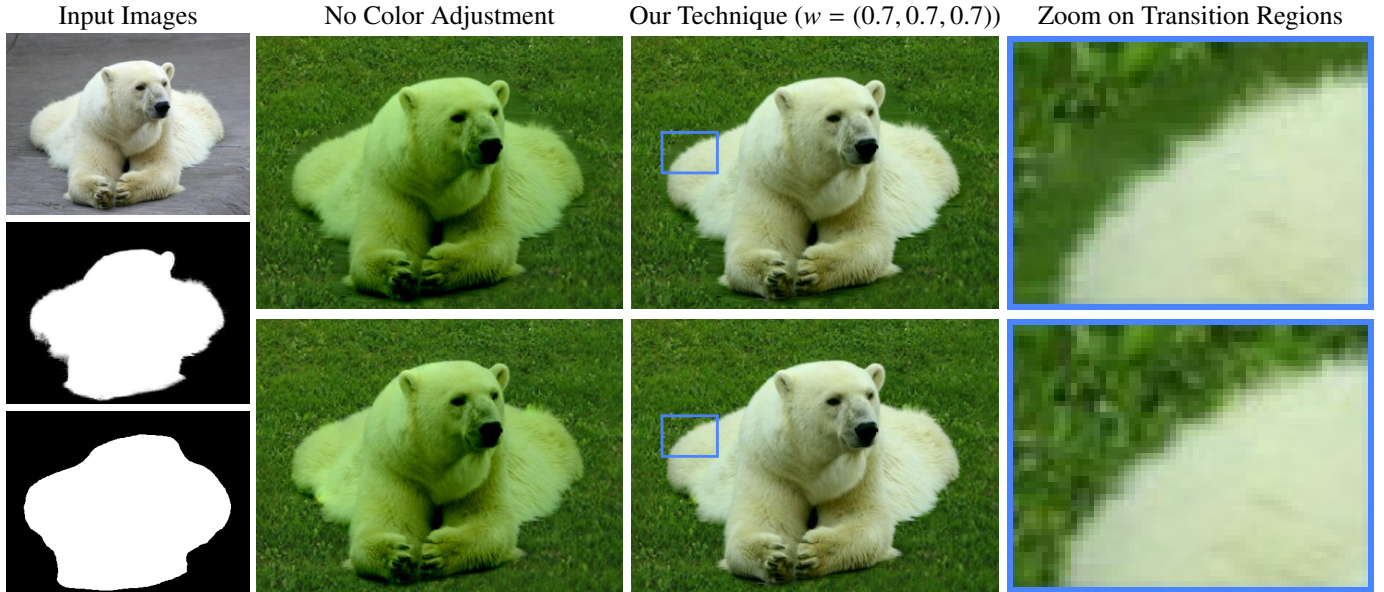 Input Images
No Color Adjustment
Our Technique (w = (0.7, 0.7, 0.7))
Zoom on Transition Regions